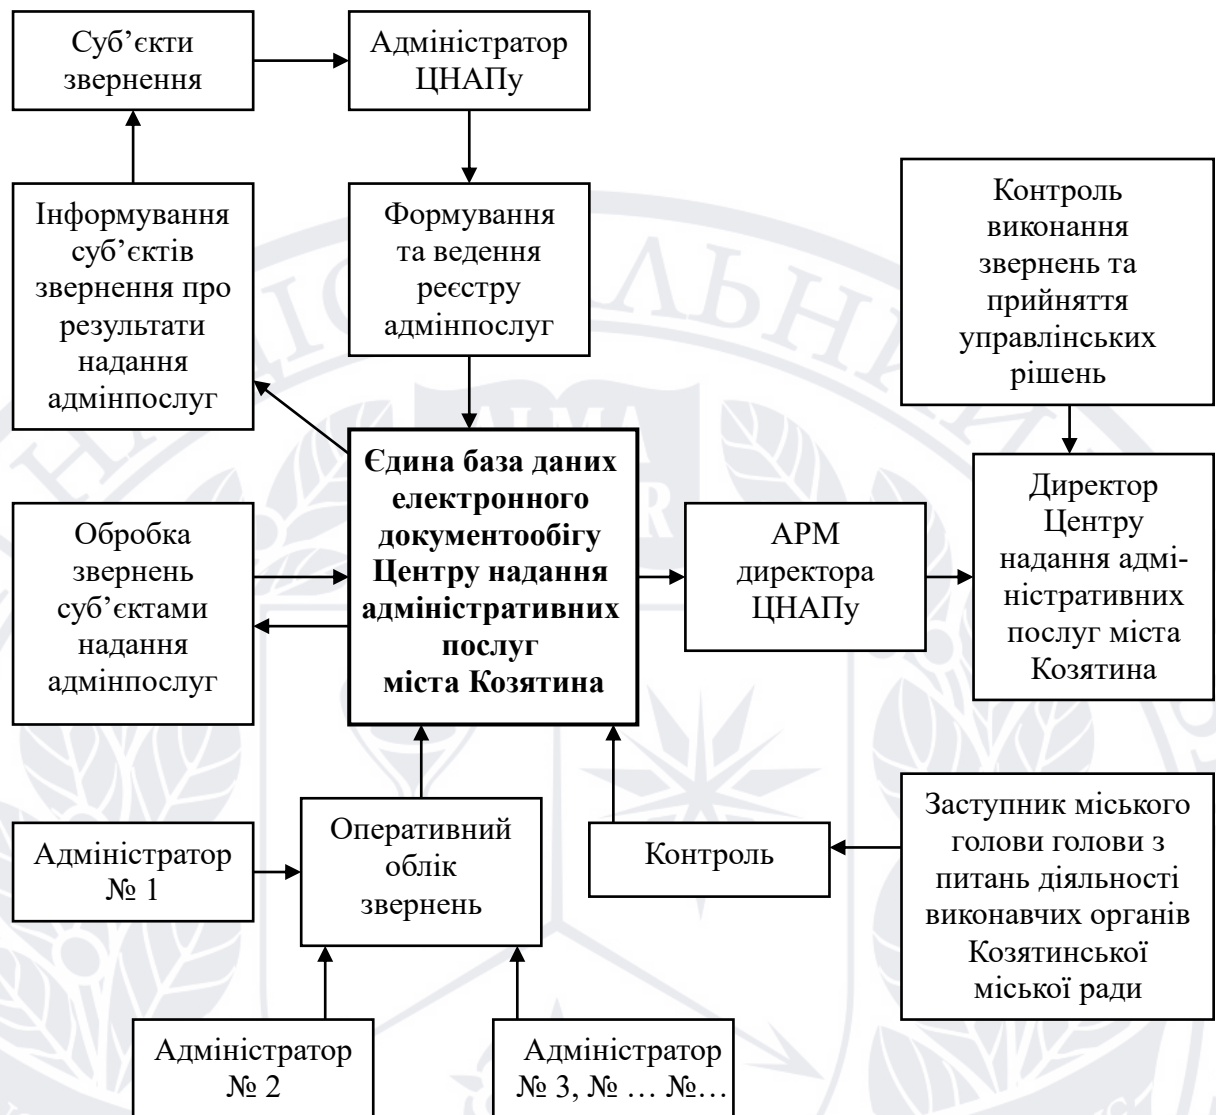 Суб’єкти
звернення
Адміністратор
ЦНАПу
Інформування
суб’єктів
звернення про
результати
надання
адмінпослуг
Формування
та ведення
реєстру
адмінпослуг
Контроль
виконання
звернень та
прийняття
управлінських
рішень
Єдина база даних
електронного
документообігу
Центру надання
адміністративних
послуг
міста Козятина
Обробка
звернень
суб’єктами
надання
адмінпослуг
АРМ
директора
ЦНАПу
Директор
Центру
надання адмі-
ністративних
послуг міста
Козятина
Адміністратор
№ 1
Оперативний
облік
звернень
Контроль
Заступник міського
голови голови з
питань діяльності
виконавчих органів
Козятинської
міської ради
Адміністратор
№ 2
Адміністратор
№ 3, № … №…
ALMA